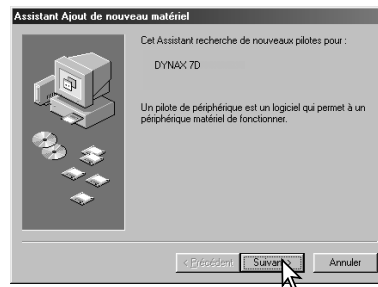 Assistant Ajout de nouveau matériel
Cet Assistant recherche de nouveaux pilotes pour :
DYNAX 7D
Un pilote de périphérique est un logiciel qui permet à un
périphérique matériel de fonctionner.
< Précédent
Suivant >
Annuler